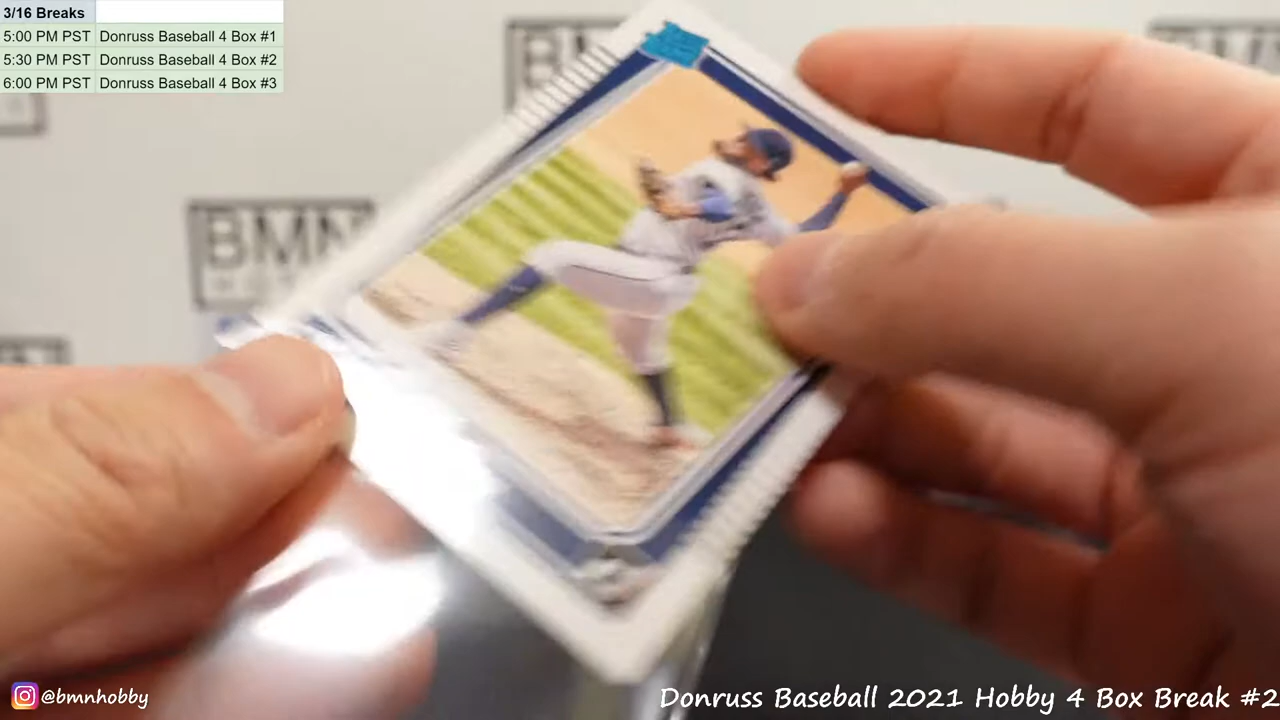 3/16 Breaks
5:00 PM PST Donruss Baseball 4 Box #1
5:30 PM PST Donruss Baseball 4 Box #2
6:00 PM PST Donruss Baseball 4 Box #3
BMN
BMN
@bmnhobby
Donruss Baseball 2021 Hobby 4 Box Break #2